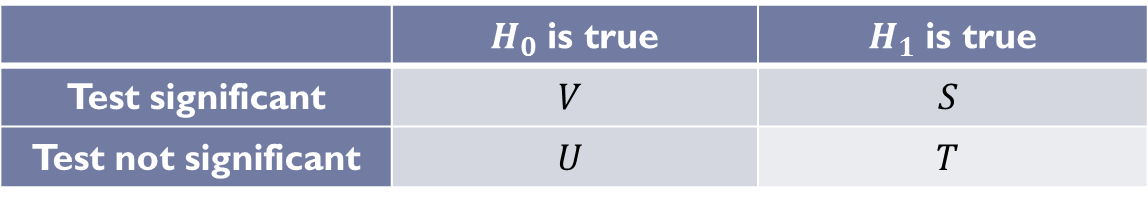 H₀ is true H₁ is true
Test significant V S
Test not significant U T